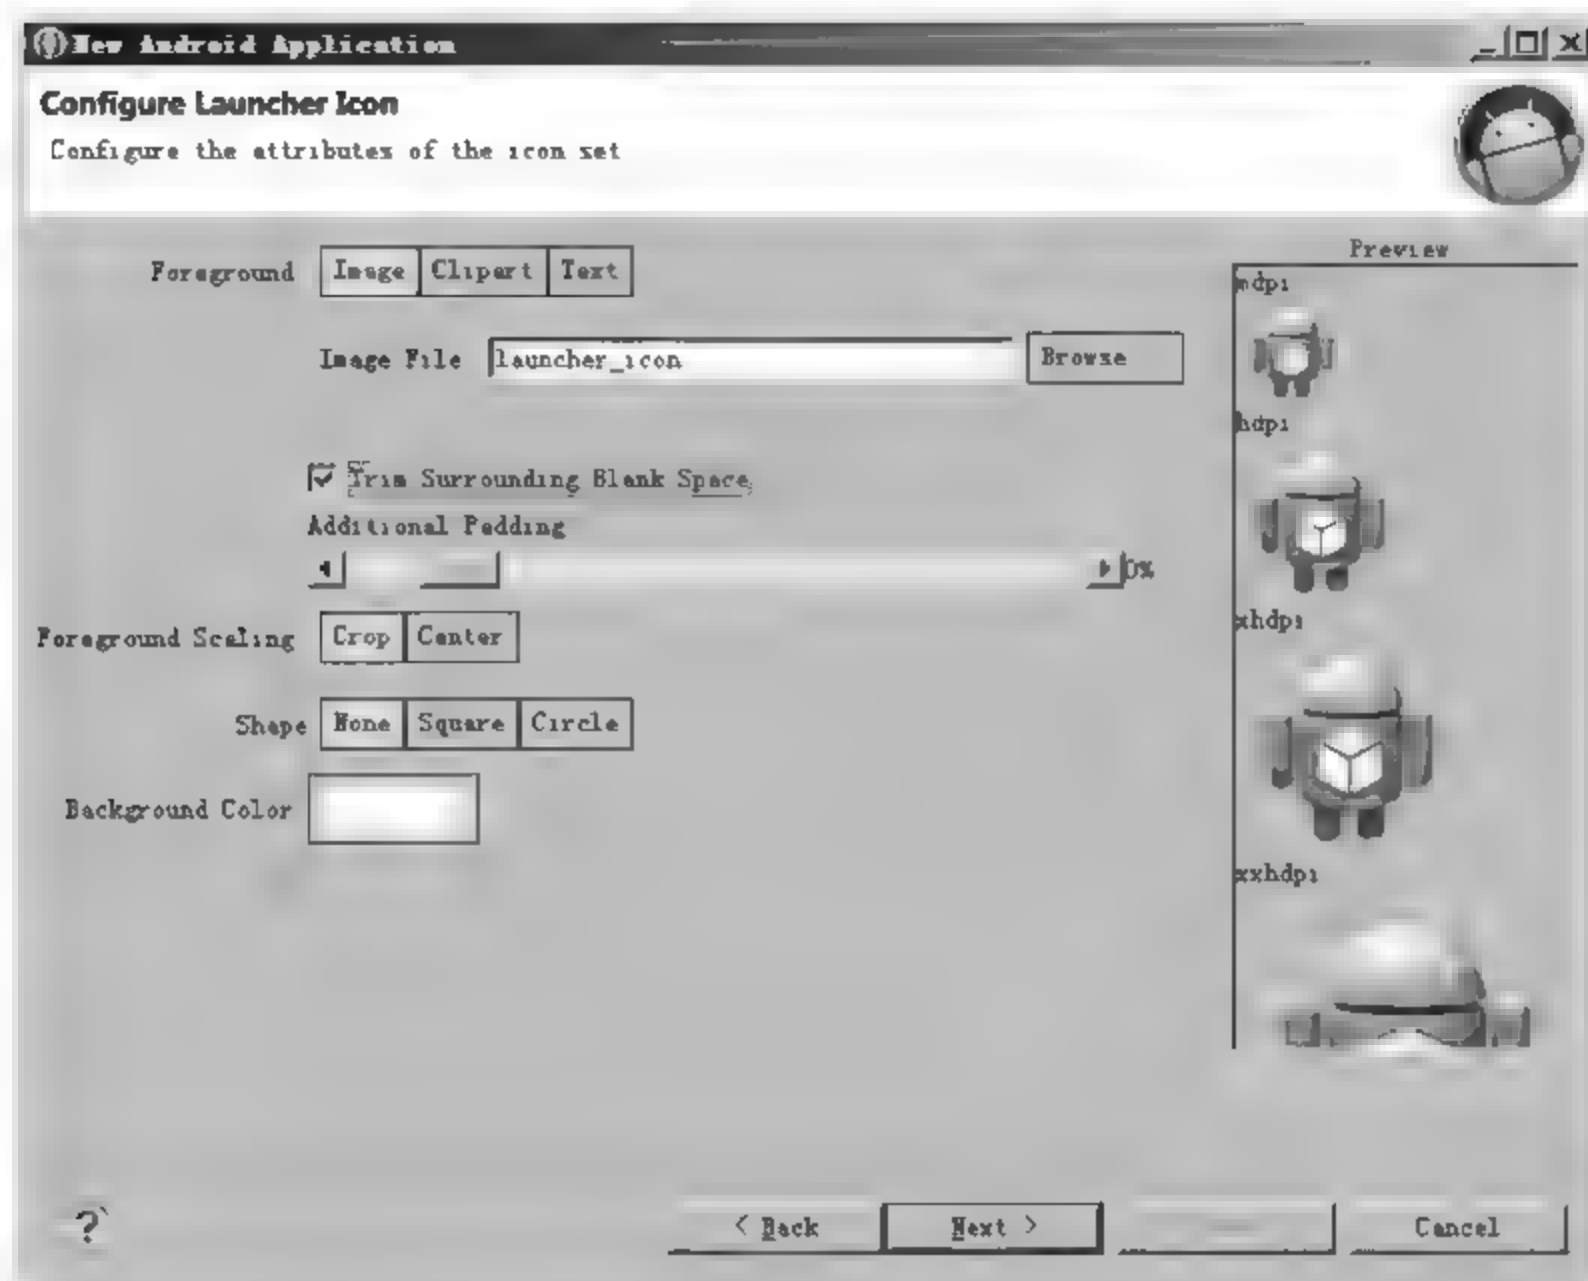 New Android Application
Configure Launcher Icon
Configure the attributes of the icon set
Foreground
Image
Clipart
Text
Image File
launcher_icon
Browse
Trim Surrounding Blank Space
Additional Padding
0%
Foreground Scaling
Crop
Center
Shape
None
Square
Circle
Background Color
Preview
mdpi
hdpi
xhdpi
xxhdpi
?
< Back
Next >
Cancel